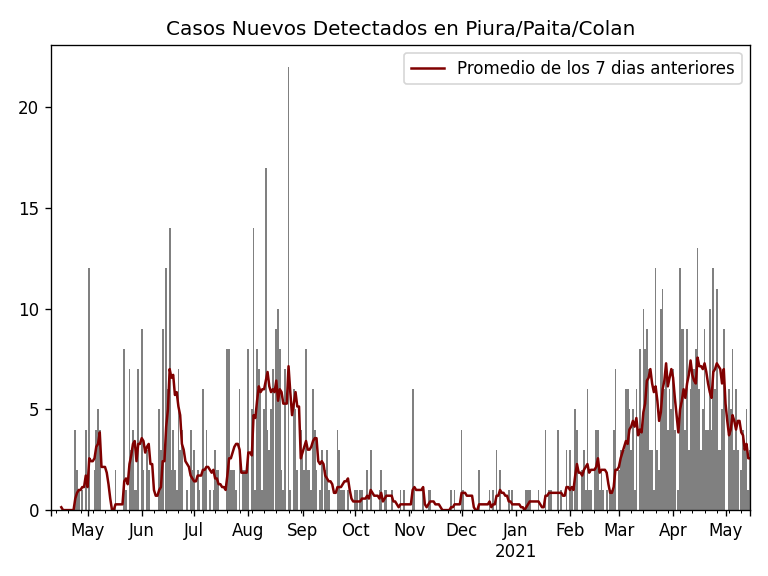 Casos Nuevos Detectados en Piura/Paita/Colan
Promedio de los 7 dias anteriores
20
15
10
5
0
May Jun Jul Aug Sep Oct Nov Dec Jan Feb Mar Apr May
2021